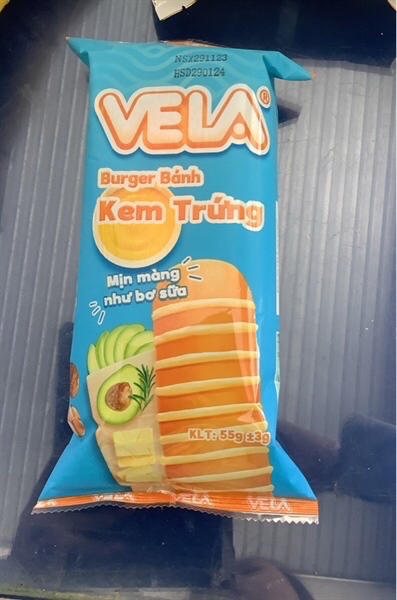 NSX291123
HSD290124
VELA®
Burger Bánh
Kem Trứng
Mịn màng
như bơ sữa
KLT: 55g ±3g
VELA VELA VELA